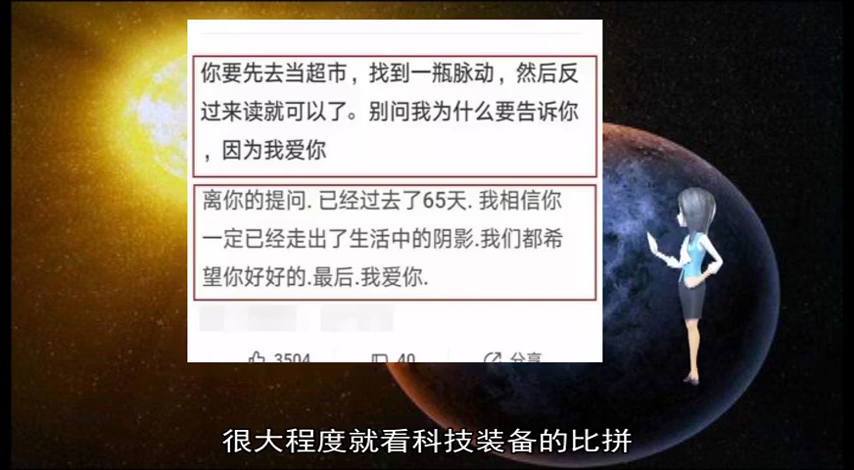 你要先去当超市，找到一瓶脉动，然后反
过来读就可以了。别问我为什么要告诉你
，因为我爱你
离你的提问. 已经过去了65天. 我相信你
一定已经走出了生活中的阴影.我们都希
望你好好的.最后.我爱你.
3504 40 分享
很大程度就看科技装备的比拼